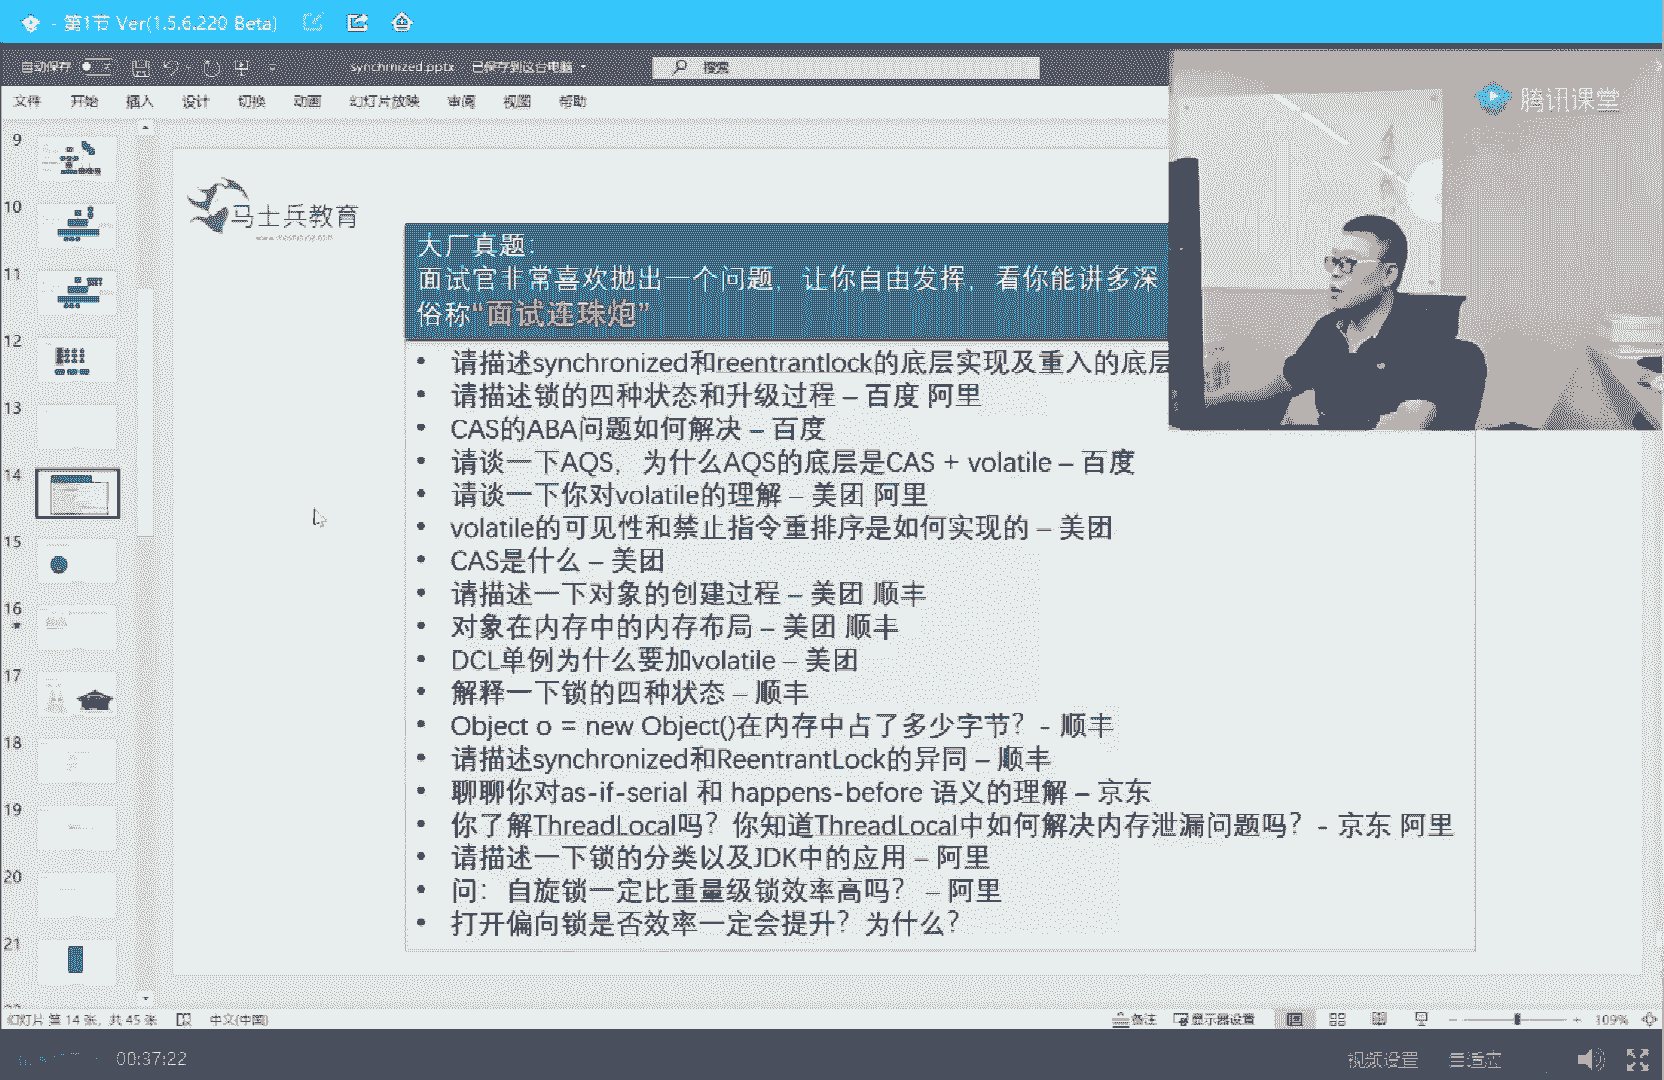 - 第1节 Ver(1.5.6.220 Beta)
自动保存 synchrnized.pptx 已保存到这台电脑 搜索
腾讯课堂
文件 开始 插入 设计 切换 动画 幻灯片放映 审阅 视图 帮助
马士兵教育
大厂真题:
面试官非常喜欢抛出一个问题, 让你自由发挥, 看你能讲多深
俗称“面试连珠炮”
• 请描述synchronized和reentrantlock的底层实现及重入的底层
• 请描述锁的四种状态和升级过程 – 百度 阿里
• CAS的ABA问题如何解决 – 百度
• 请谈一下AQS, 为什么AQS的底层是CAS + volatile – 百度
• 请谈一下你对volatile的理解 – 美团 阿里
• volatile的可见性和禁止指令重排序是如何实现的 – 美团
• CAS是什么 – 美团
• 请描述一下对象的创建过程 – 美团 顺丰
• 对象在内存中的内存布局 – 美团 顺丰
• DCL单例为什么要加volatile – 美团
• 解释一下锁的四种状态 – 顺丰
• Object o = new Object()在内存中占了多少字节? - 顺丰
• 请描述synchronized和ReentrantLock的异同 – 顺丰
• 聊聊你对as-if-serial 和 happens-before 语义的理解 – 京东
• 你了解ThreadLocal吗? 你知道ThreadLocal中如何解决内存泄漏问题吗? - 京东 阿里
• 请描述一下锁的分类以及JDK中的应用 – 阿里
• 问: 自旋锁一定比重量级锁效率高吗? – 阿里
• 打开偏向锁是否效率一定会提升? 为什么?
9
10
11
12
13
14
15
16
17
18
19
20
21
幻灯片 第 14 张, 共 45 张 中文(中国) 备注 显示器设置 109%
00:37:22 视频设置